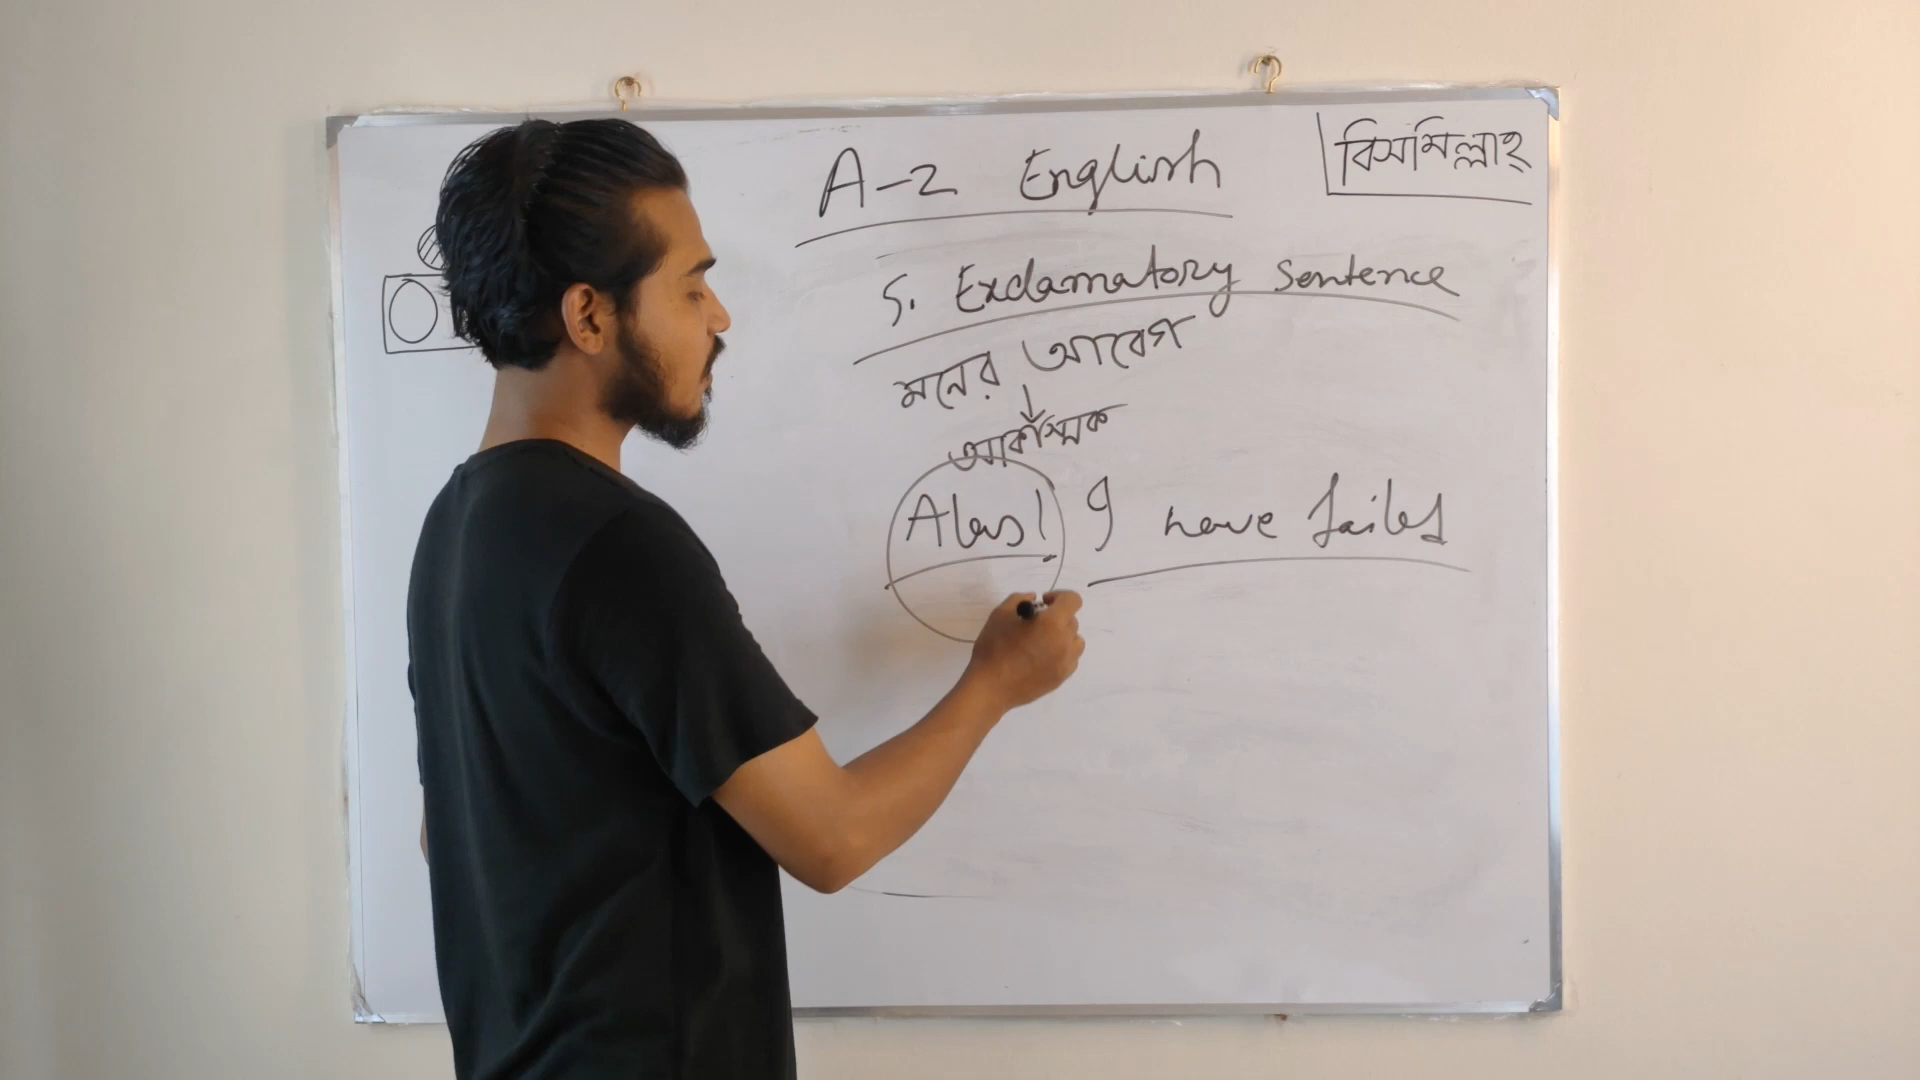 A-Z English
বিসমিল্লাহ্
5. Exclamatory Sentence
মনের আবেগ
আকস্মিক
Alas! I have failed